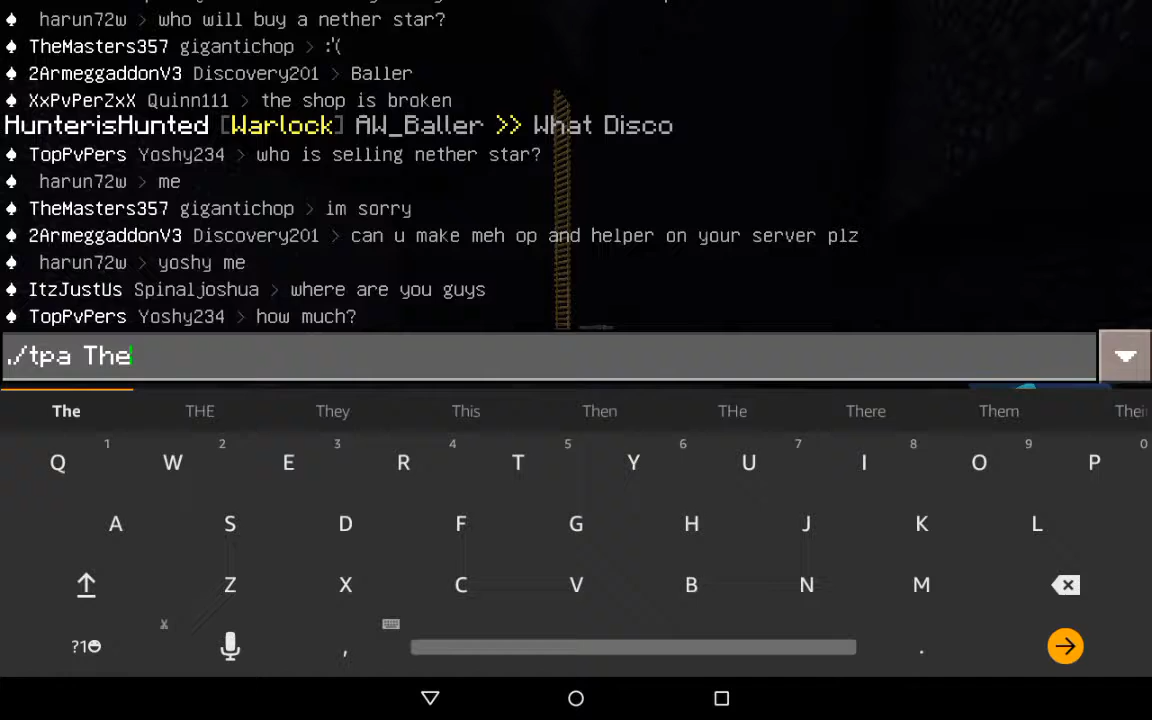 ♠ harun72w > who will buy a nether star?
♠ TheMasters357 gigantichop > :'(
♠ 2ArmeggaddonV3 Discovery201 > Baller
♠ XxPvPerZxX Quinn111 > the shop is broken
HunterisHunted [Warlock] AW_Baller >> What Disco
♠ TopPvPers Yoshy234 > who is selling nether star?
♠ harun72w > me
♠ TheMasters357 gigantichop > im sorry
♠ 2ArmeggaddonV3 Discovery201 > can u make meh op and helper on your server plz
♠ harun72w > yoshy me
♠ ItzJustUs Spinaljoshua > where are you guys
♠ TopPvPers Yoshy234 > how much?
./tpa The
The THE They This Then THe There Them Thei
1 2 3 4 5 6 7 8 9 0
Q W E R T Y U I O P
A S D F G H J K L
Z X C V B N M
?1☻ , .